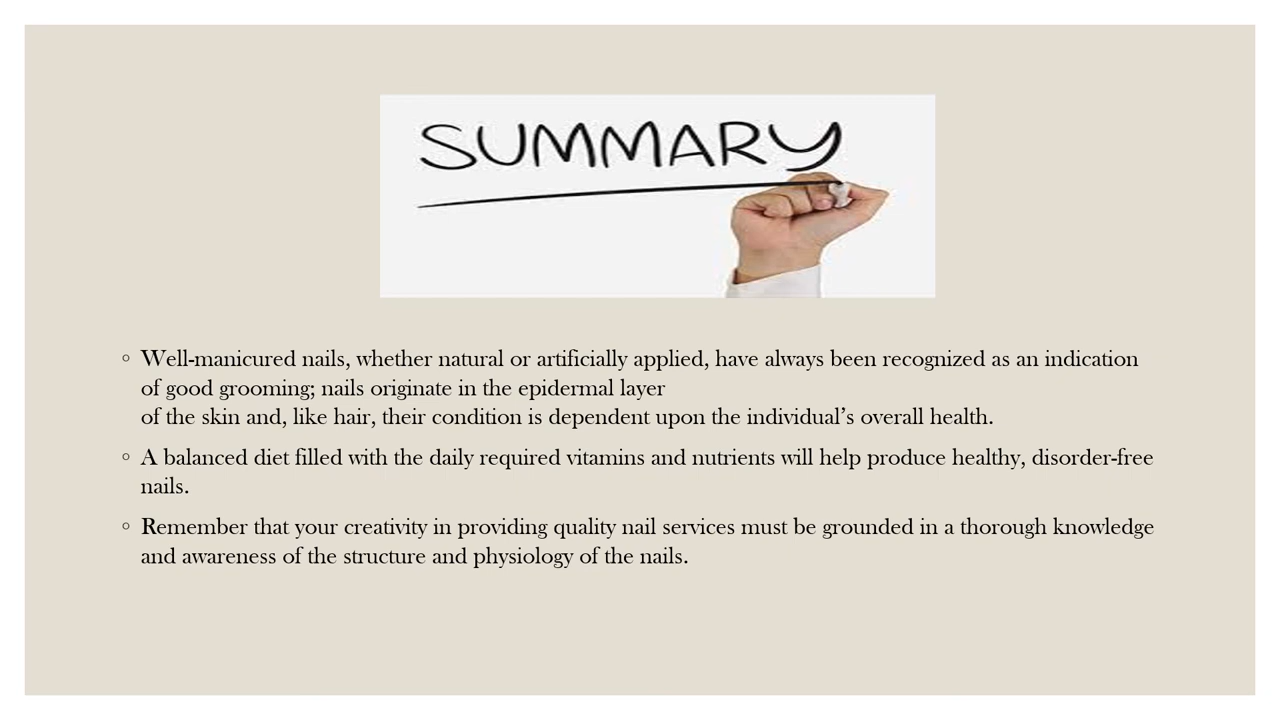 SUMMARY
◦ Well-manicured nails, whether natural or artificially applied, have always been recognized as an indication
of good grooming; nails originate in the epidermal layer
of the skin and, like hair, their condition is dependent upon the individual’s overall health.
◦ A balanced diet filled with the daily required vitamins and nutrients will help produce healthy, disorder-free
nails.
◦ Remember that your creativity in providing quality nail services must be grounded in a thorough knowledge
and awareness of the structure and physiology of the nails.